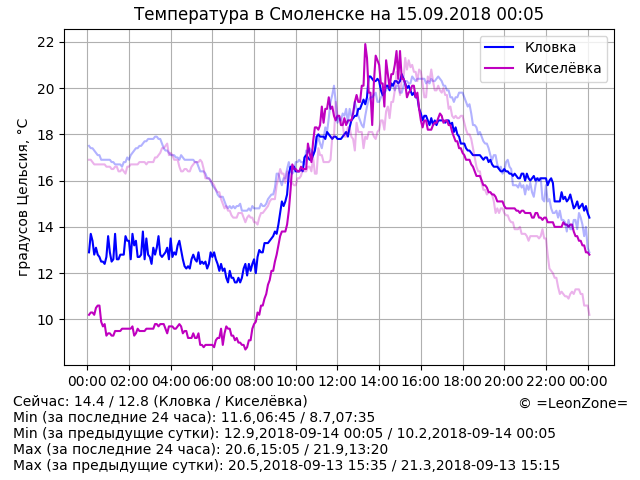 Температура в Смоленске на 15.09.2018 00:05
Кловка
Киселёвка
градусов Цельсия, °C
22
20
18
16
14
12
10
00:00 02:00 04:00 06:00 08:00 10:00 12:00 14:00 16:00 18:00 20:00 22:00 00:00
Сейчас: 14.4 / 12.8 (Кловка / Киселёвка)
© =LeonZone=
Min (за последние 24 часа): 11.6,06:45 / 8.7,07:35
Min (за предыдущие сутки): 12.9,2018-09-14 00:05 / 10.2,2018-09-14 00:05
Max (за последние 24 часа): 20.6,15:05 / 21.9,13:20
Max (за предыдущие сутки): 20.5,2018-09-13 15:35 / 21.3,2018-09-13 15:15